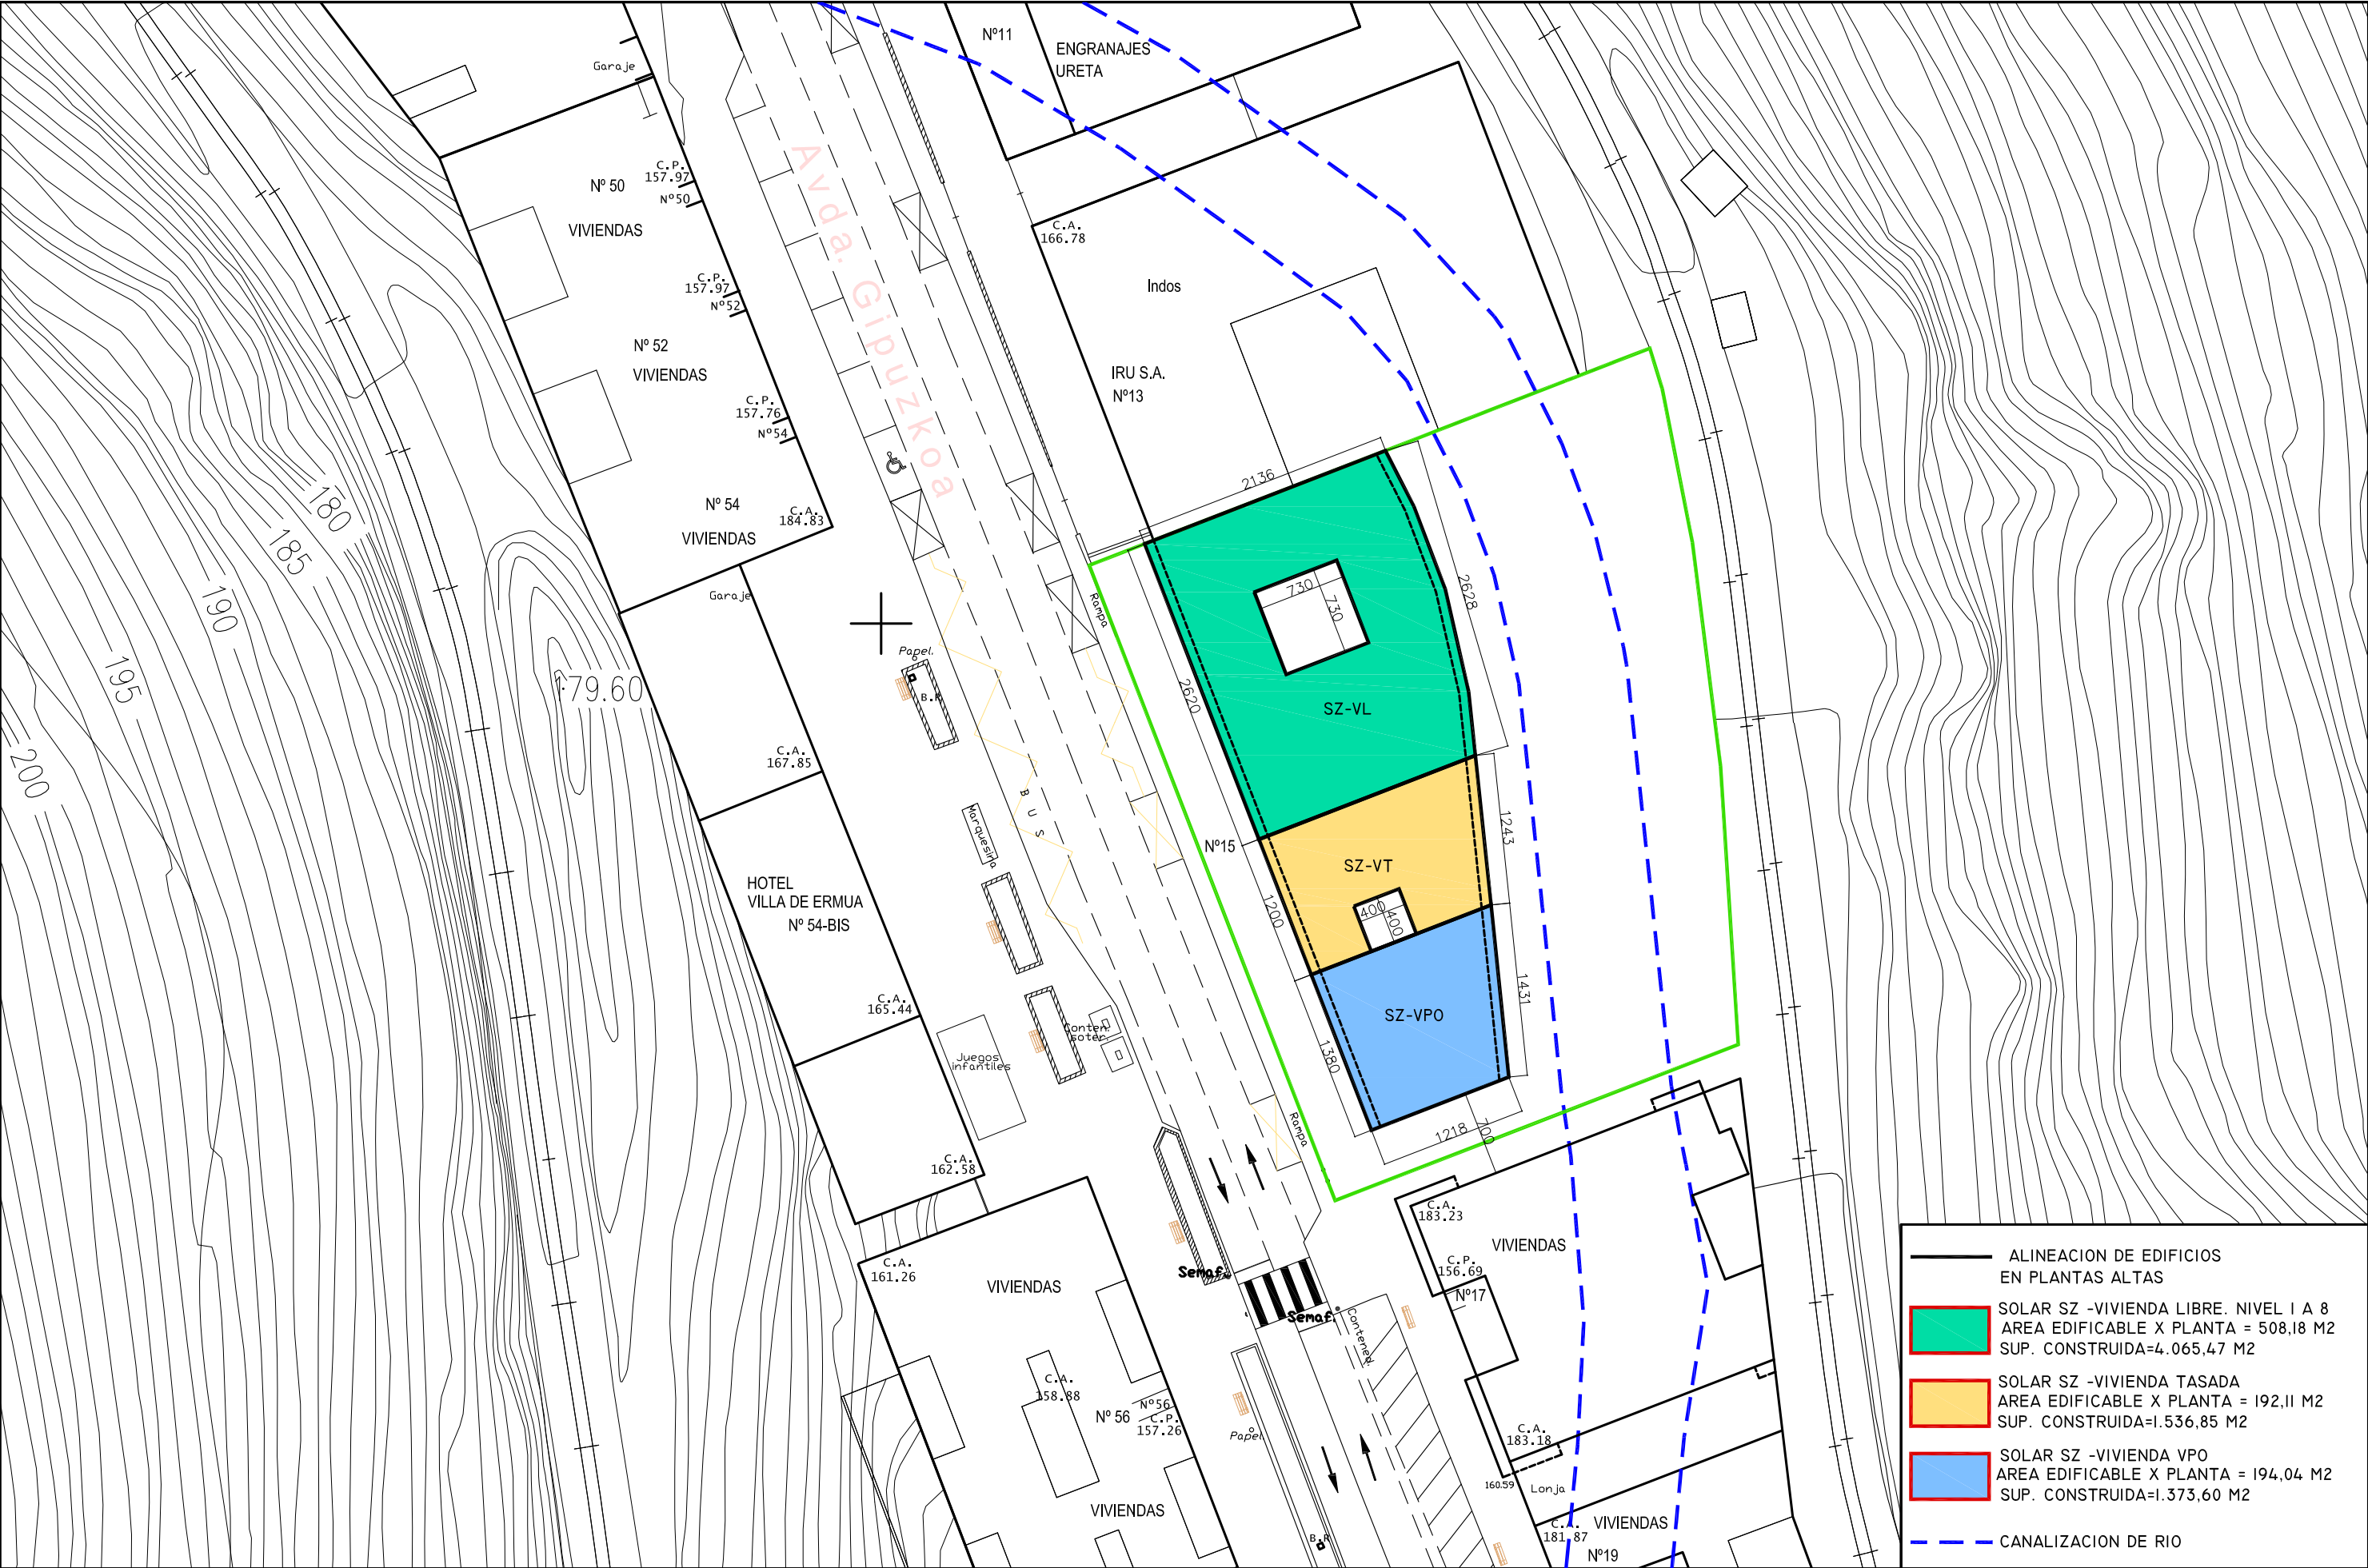 Nº11
ENGRANAJES
URETA
Garaje
C.P.
157.97
Nº50
Nº 50
VIVIENDAS
Avda. Gipuzkoa
C.A.
166.78
C.P.
157.97
Nº52
Indos
Nº 52
VIVIENDAS
IRU S.A.
Nº13
C.P.
157.76
Nº54
Nº 54
VIVIENDAS
C.A.
184.83
180
185
190
195
200
179.60
Garaje
2136
2628
730
730
Rampa
2620
SZ-VL
Papel.
B.R
C.A.
167.85
BUS
Marquesina
Nº15
SZ-VT
1243
400
400
1200
HOTEL
VILLA DE ERMUA
Nº 54-BIS
C.A.
165.44
Conten.
soter.
Juegos
infantiles
SZ-VPO
1431
1380
1218
700
Rampa
C.A.
162.58
C.A.
183.23
VIVIENDAS
C.P.
156.69
Nº17
C.A.
161.26
VIVIENDAS
Semaf.
Semaf.
Contened.
C.A.
158.88
Nº 56
Nº56
C.P.
157.26
Papel
C.A.
183.18
160.59
Lonja
VIVIENDAS
C.A.
181.87
VIVIENDAS
Nº19
B.R
ALINEACION DE EDIFICIOS
EN PLANTAS ALTAS
SOLAR SZ -VIVIENDA LIBRE. NIVEL 1 A 8
AREA EDIFICABLE X PLANTA = 508,18 M2
SUP. CONSTRUIDA=4.065,47 M2
SOLAR SZ -VIVIENDA TASADA
AREA EDIFICABLE X PLANTA = 192,11 M2
SUP. CONSTRUIDA=1.536,85 M2
SOLAR SZ -VIVIENDA VPO
AREA EDIFICABLE X PLANTA = 194,04 M2
SUP. CONSTRUIDA=1.373,60 M2
CANALIZACION DE RIO